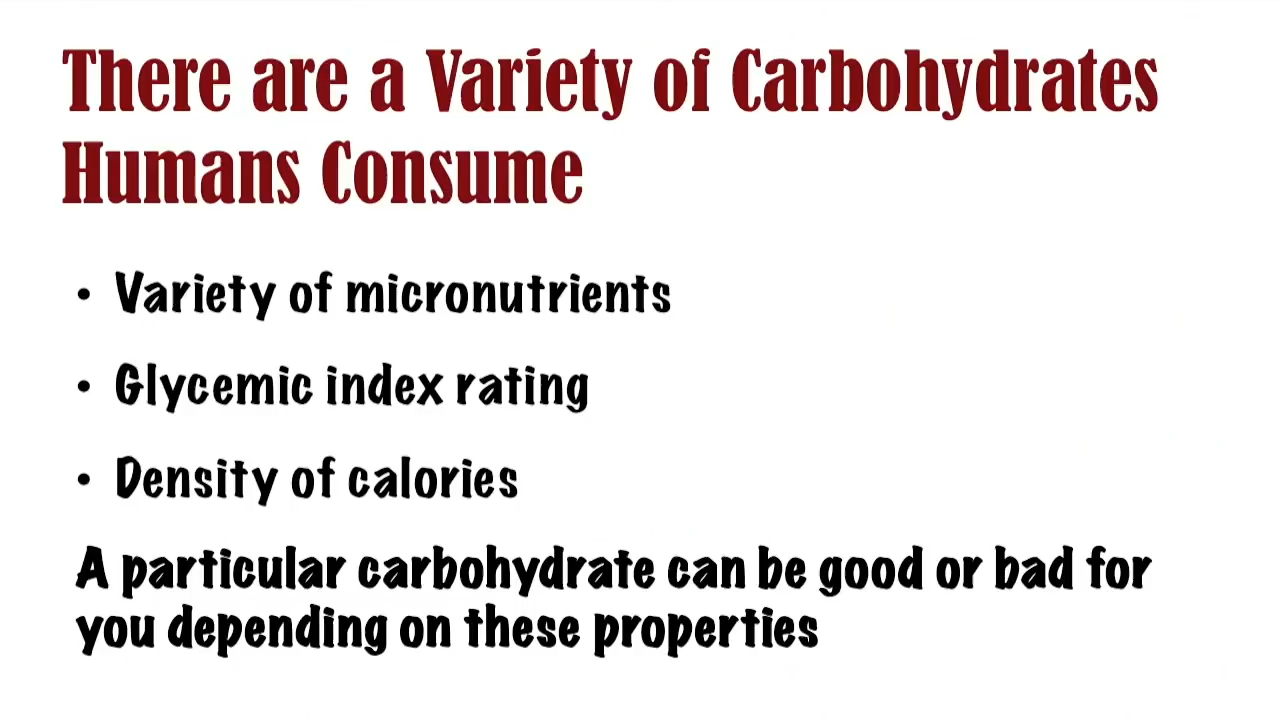 There are a Variety of Carbohydrates
Humans Consume
• Variety of micronutrients
• Glycemic index rating
• Density of calories
A particular carbohydrate can be good or bad for
you depending on these properties